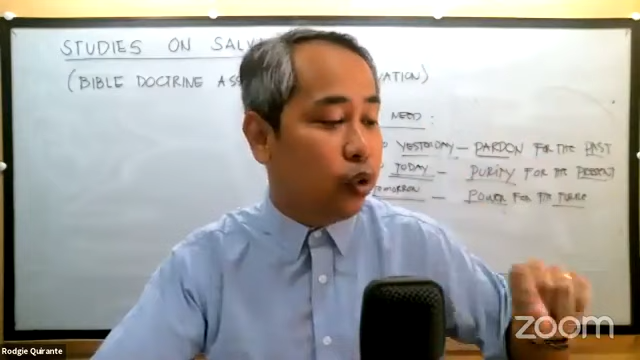 STUDIES ON
(BIBLE DOCTRINE
NEED:
YESTERDAY — PARDON FOR THE PAST
TODAY — PURITY FOR THE PRESENT
TOMORROW — POWER FOR THE FUTURE
zoom
Rodgie Quirante